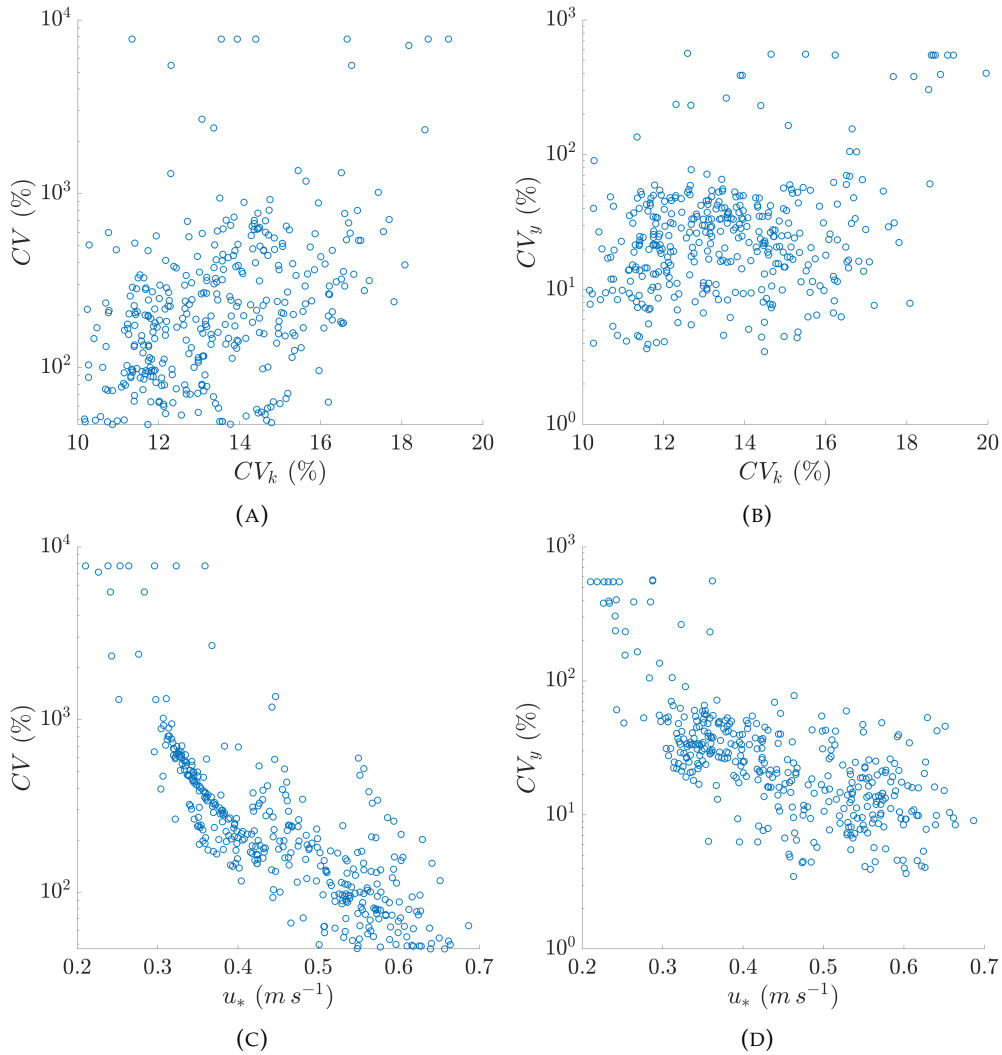 10^4
10^3
10^2
CV (%)
10 12 14 16 18 20
CV_k (%)
(A)
10^3
10^2
10^1
10^0
CV_y (%)
10 12 14 16 18 20
CV_k (%)
(B)
10^4
10^3
10^2
CV (%)
0.2 0.3 0.4 0.5 0.6 0.7
u_* (m s^{-1})
(C)
10^3
10^2
10^1
10^0
CV_y (%)
0.2 0.3 0.4 0.5 0.6 0.7
u_* (m s^{-1})
(D)